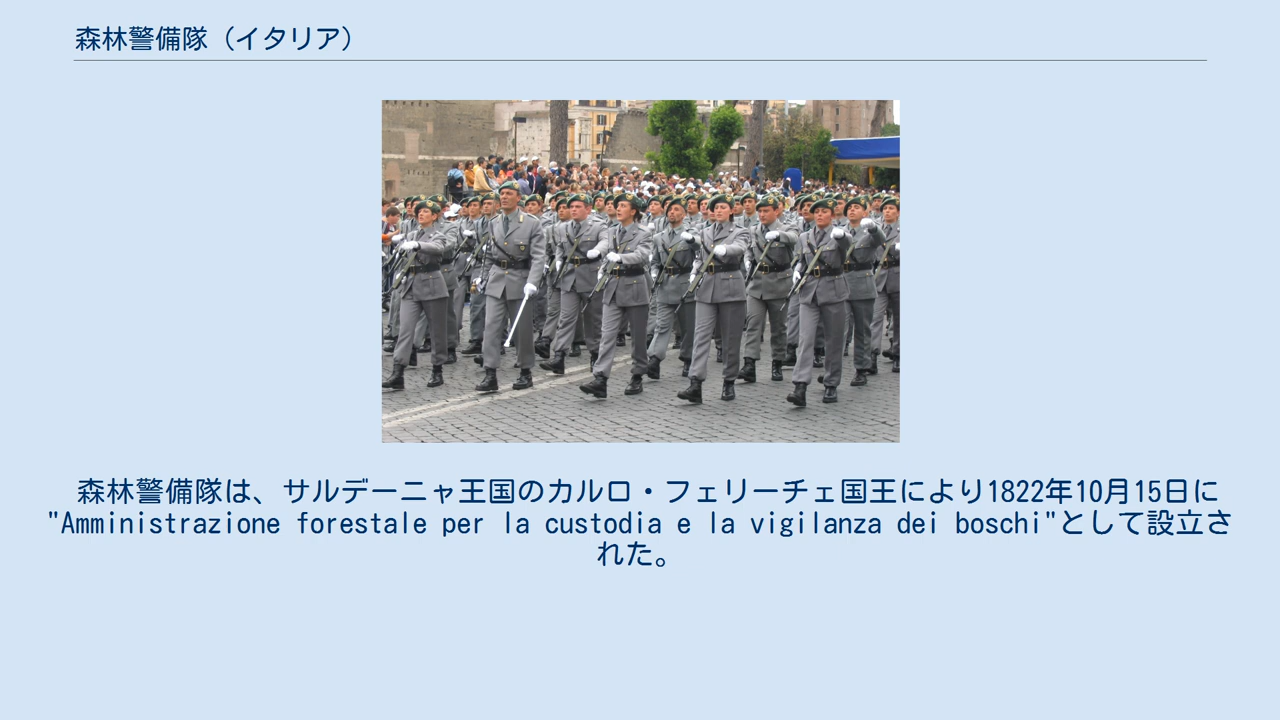 森林警備隊（イタリア）
森林警備隊は、サルデーニャ王国のカルロ・フェリーチェ国王により1822年10月15日に
"Amministrazione forestale per la custodia e la vigilanza dei boschi"として設立さ
れた。